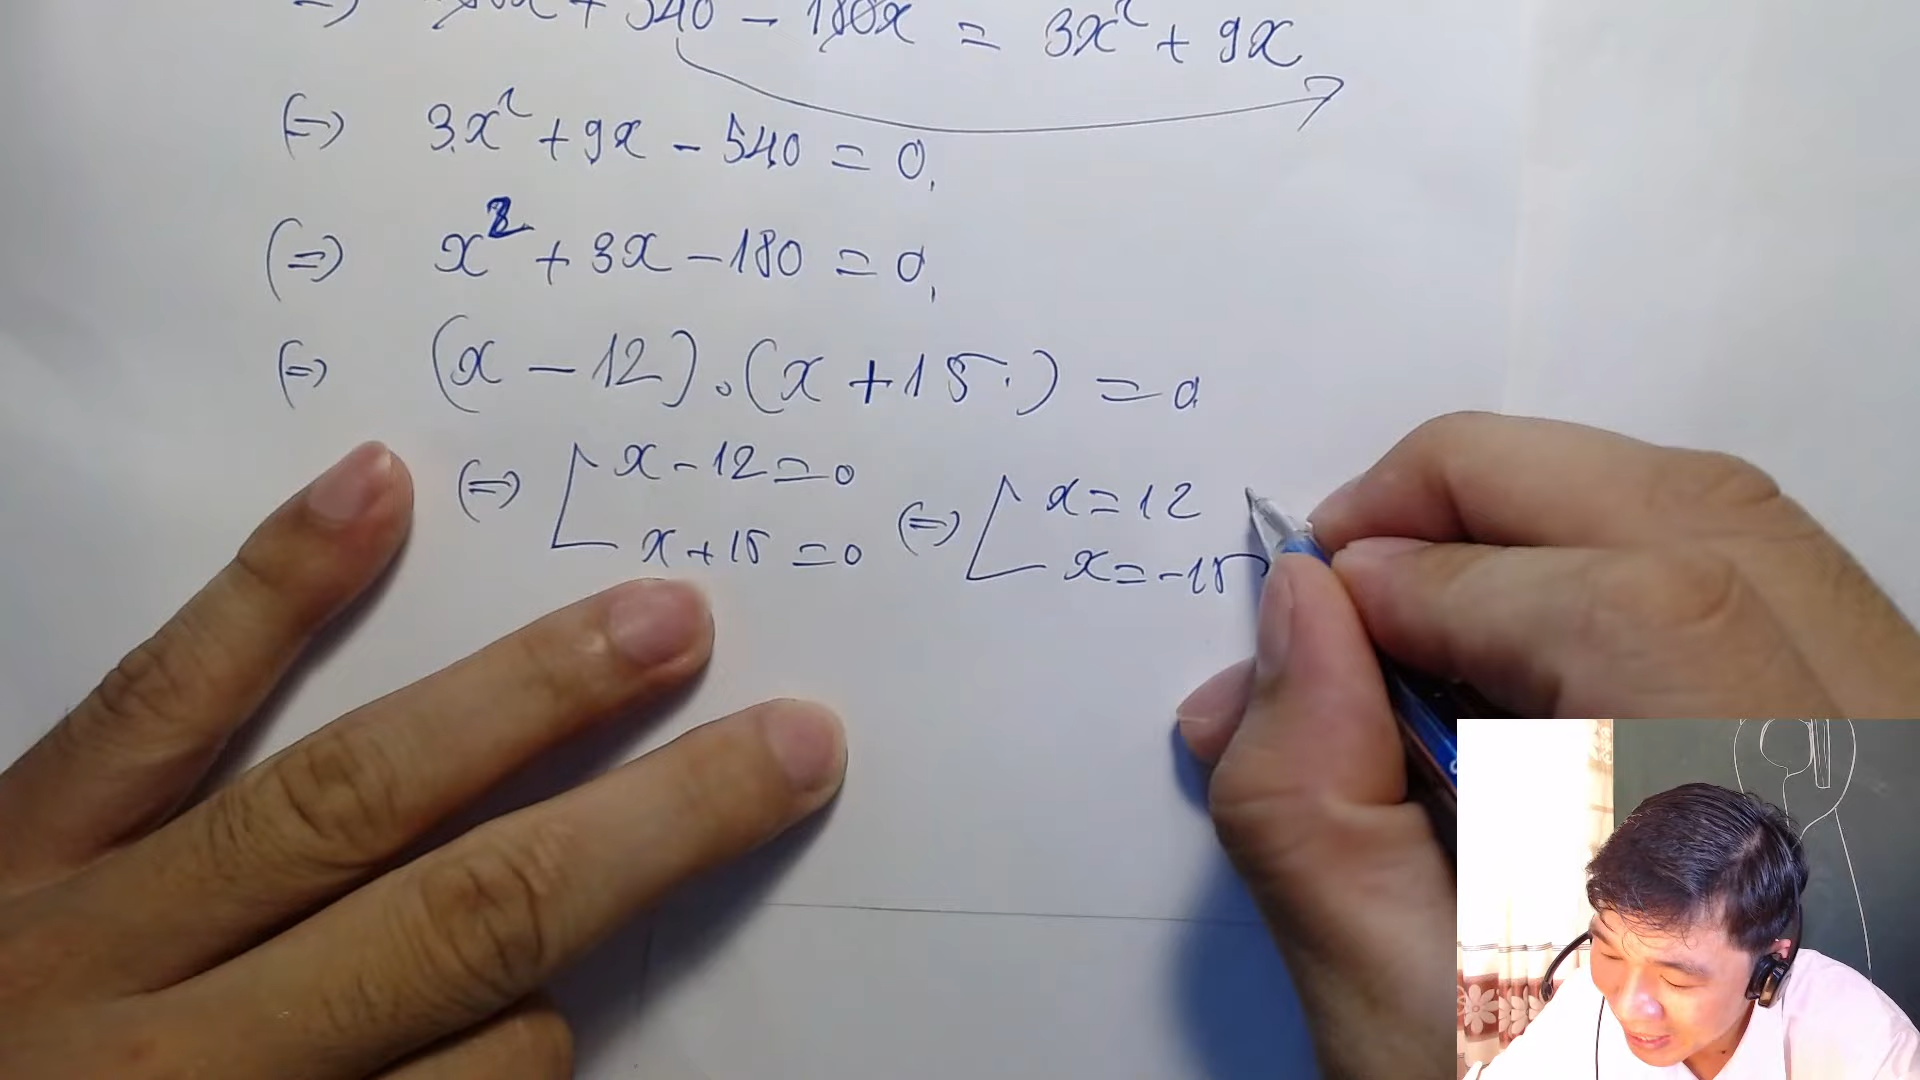 + 540 - 180x = 3x² + 9x
(=) 3x² + 9x - 540 = 0
(=) x² + 3x - 180 = 0
(=) (x - 12).(x + 15) = 0
(=) [ x - 12 = 0 (=) [ x = 12
x + 15 = 0 x = -15